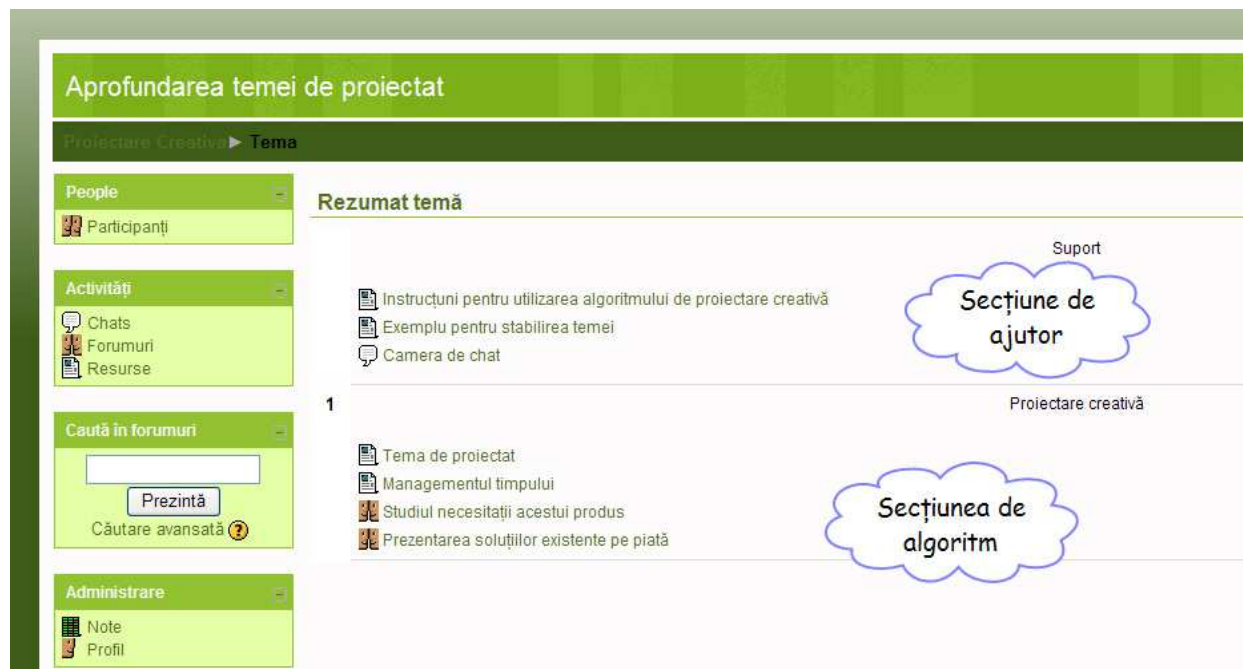 Aprofundarea temei de proiectat
Proiectare Creativa ► Tema
People
Participanți
Activități
Chats
Forumuri
Resurse
Caută în forumuri
Prezintă
Căutare avansată ?
Administrare
Note
Profil
Rezumat temă
Suport
Instrucțuni pentru utilizarea algoritmului de proiectare creativă
Exemplu pentru stabilirea temei
Camera de chat
Secțiune de
ajutor
1
Proiectare creativă
Tema de proiectat
Managementul timpului
Studiul necesitații acestui produs
Prezentarea soluțiilor existente pe piată
Secțiunea de
algoritm